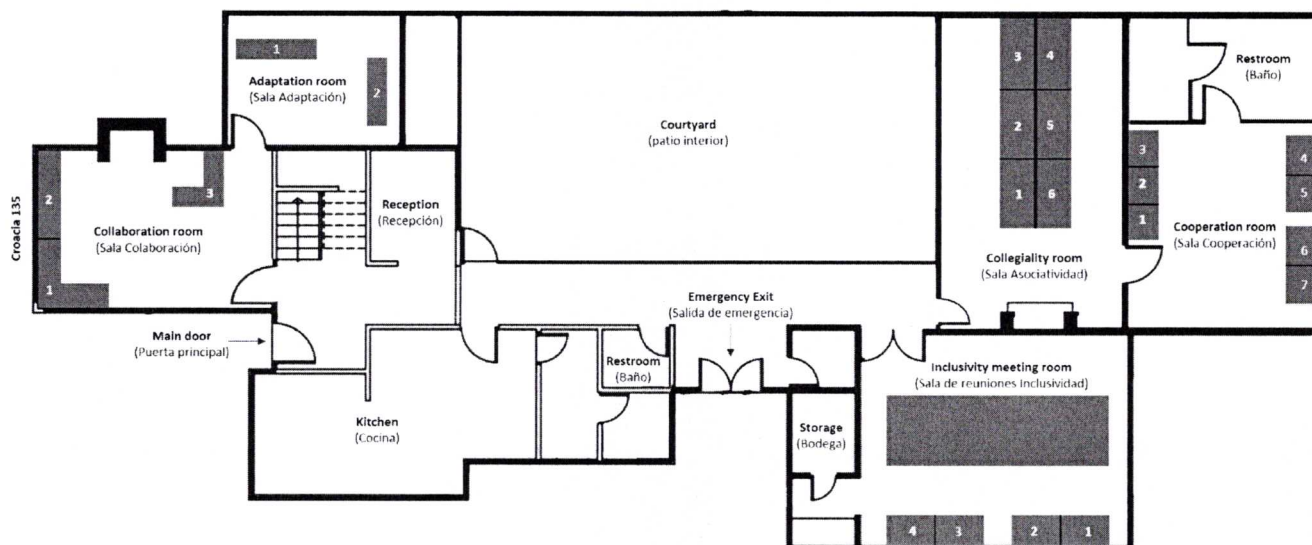 Croacia 135
1
Adaptation room
(Sala Adaptación)
2
2
1
3
Collaboration room
(Sala Colaboración)
Reception
(Recepción)
Main door
(Puerta principal)
Kitchen
(Cocina)
Courtyard
(patio interior)
Restroom
(Baño)
Emergency Exit
(Salida de emergencia)
Storage
(Bodega)
3 4
2 5
1 6
Collegiality room
(Sala Asociatividad)
Restroom
(Baño)
3
2
1
4
5
6
7
Cooperation room
(Sala Cooperación)
Inclusivity meeting room
(Sala de reuniones Inclusividad)
4 3 2 1